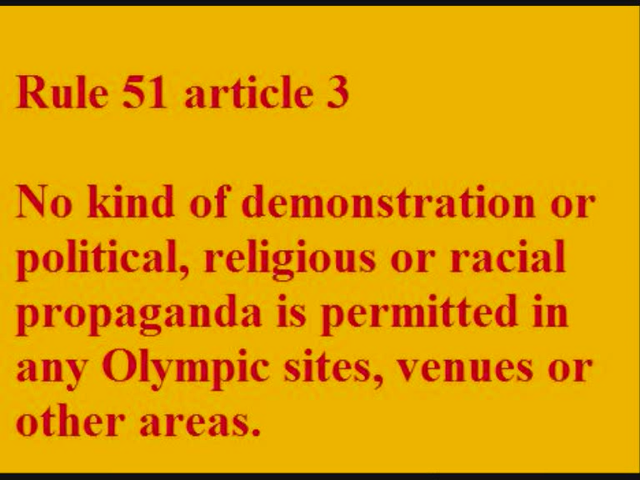 Rule 51 article 3
No kind of demonstration or
political, religious or racial
propaganda is permitted in
any Olympic sites, venues or
other areas.